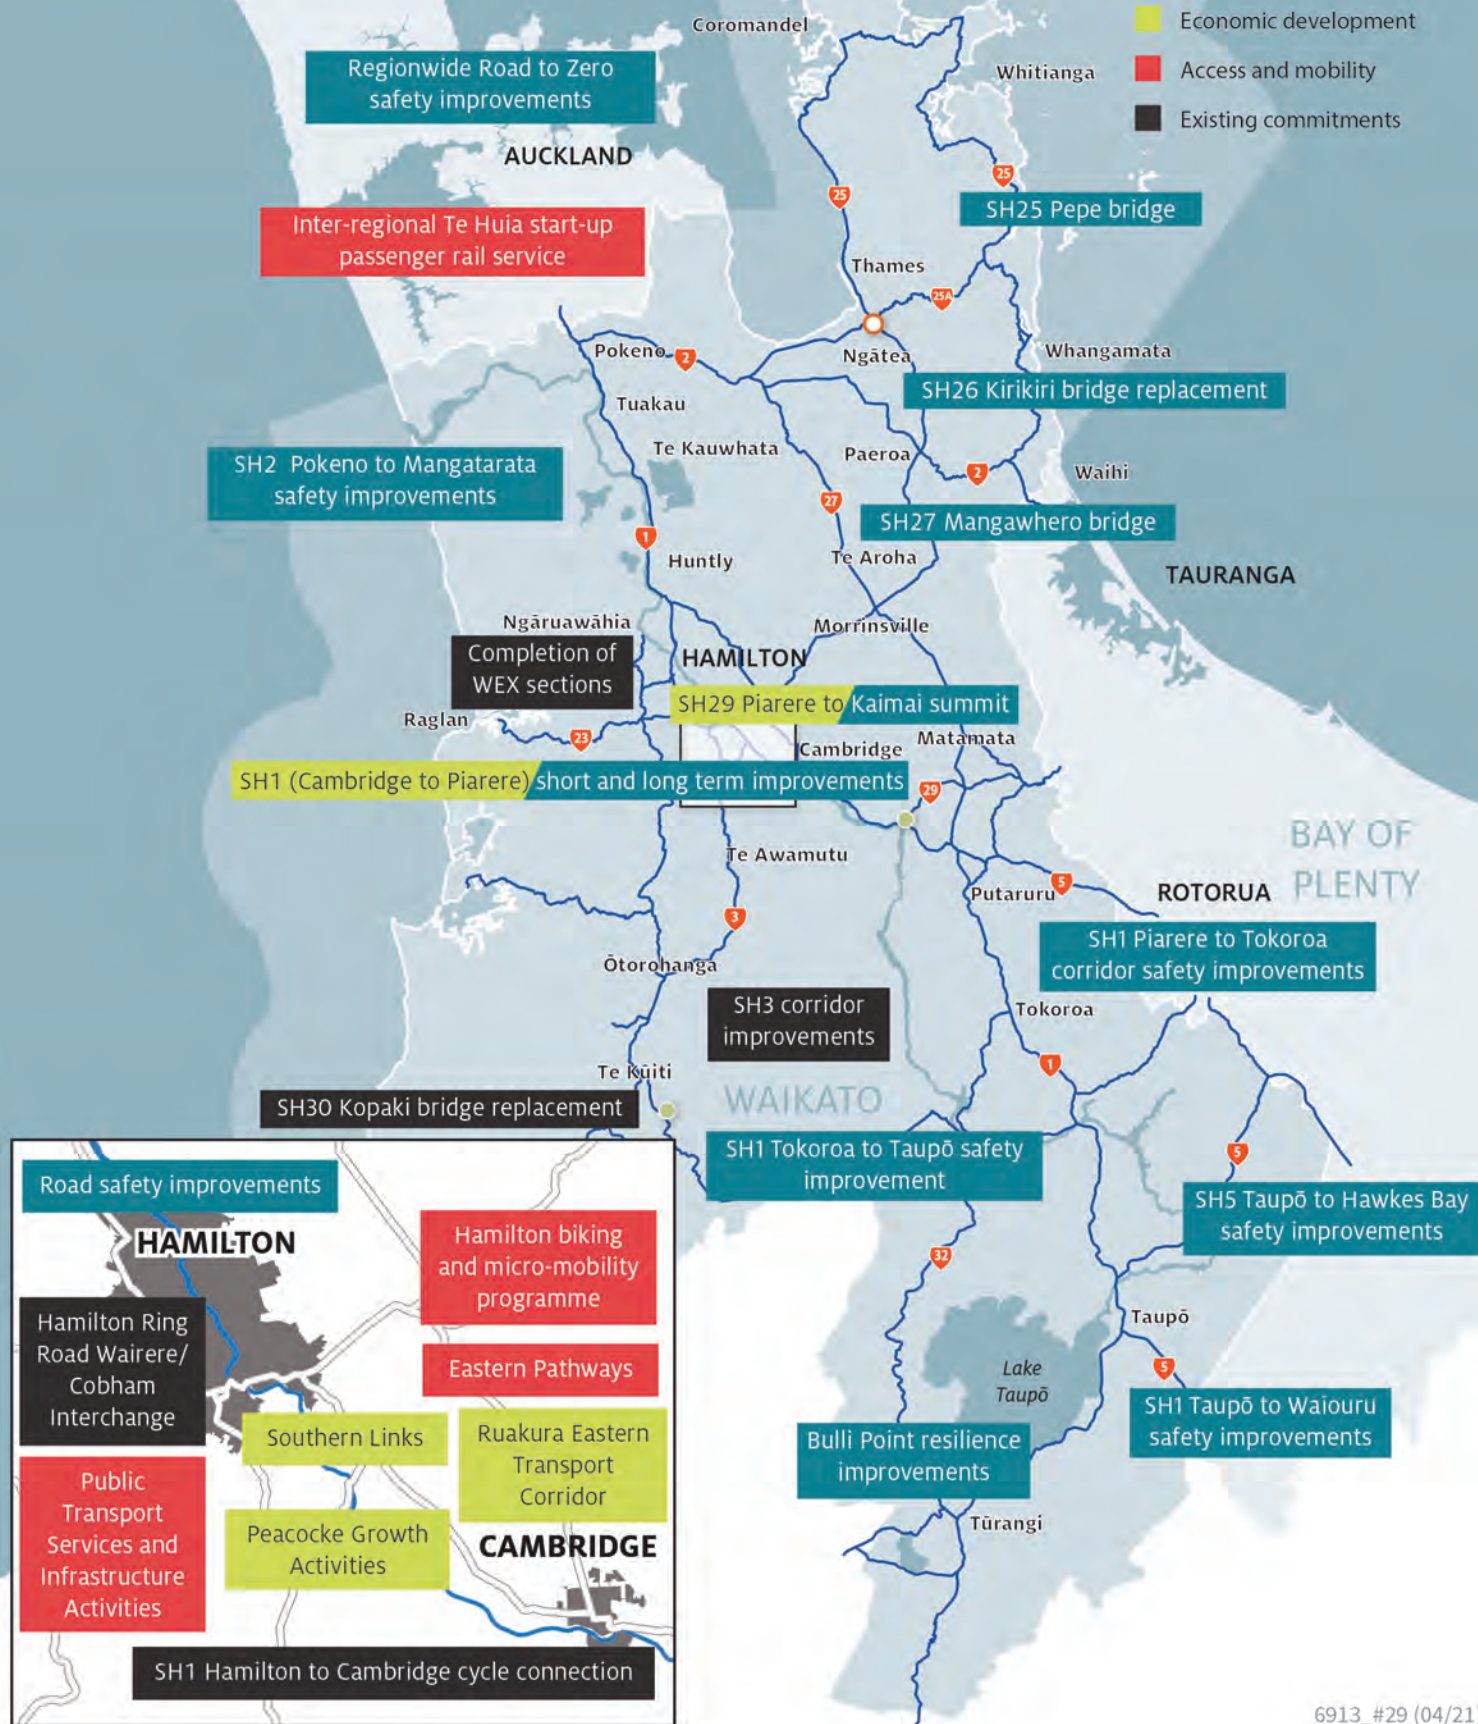 Coromandel
Economic development
Whitianga
Access and mobility
Existing commitments
Regionwide Road to Zero
safety improvements
AUCKLAND
25
25
SH25 Pepe bridge
Inter-regional Te Huia start-up
passenger rail service
Thames
25A
Pokeno
2
Ngātea
Whangamata
SH26 Kirikiri bridge replacement
Tuakau
Te Kauwhata
Paeroa
2
Waihi
SH2 Pokeno to Mangatarata
safety improvements
27
SH27 Mangawhero bridge
1
Huntly
Te Aroha
TAURANGA
Ngāruawāhia
Morrinsville
Completion of
WEX sections
HAMILTON
SH29 Piarere to Kaimai summit
Raglan
23
Cambridge
Matamata
SH1 (Cambridge to Piarere) short and long term improvements
29
BAY OF
PLENTY
Te Awamutu
Putaruru
5
ROTORUA
3
SH1 Piarere to Tokoroa
corridor safety improvements
Ōtorohanga
SH3 corridor
improvements
Tokoroa
1
Te Kūiti
WAIKATO
SH30 Kopaki bridge replacement
SH1 Tokoroa to Taupō safety
improvement
5
SH5 Taupō to Hawkes Bay
safety improvements
32
Taupō
5
Lake
Taupō
SH1 Taupō to Waiouru
safety improvements
Bulli Point resilience
improvements
Tūrangi
Road safety improvements
HAMILTON
Hamilton biking
and micro-mobility
programme
Hamilton Ring
Road Wairere/
Cobham
Interchange
Eastern Pathways
Southern Links
Ruakura Eastern
Transport
Corridor
Public
Transport
Services and
Infrastructure
Activities
Peacocke Growth
Activities
CAMBRIDGE
SH1 Hamilton to Cambridge cycle connection
6913_#29 (04/21